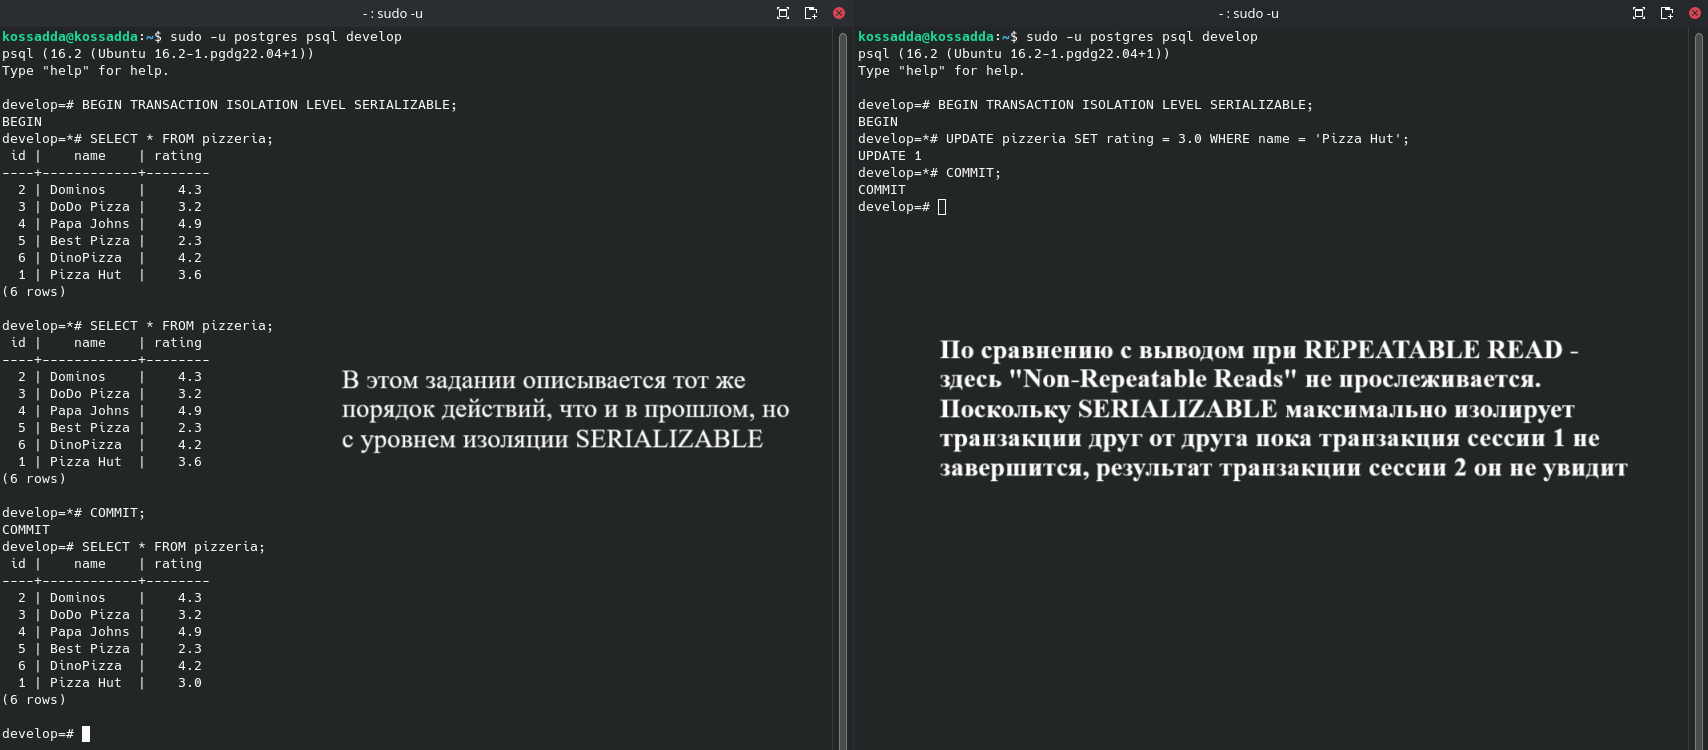 - : sudo -u
kossadda@kossadda:~$ sudo -u postgres psql develop
psql (16.2 (Ubuntu 16.2-1.pgdg22.04+1))
Type "help" for help.
develop=# BEGIN TRANSACTION ISOLATION LEVEL SERIALIZABLE;
BEGIN
develop=*# SELECT * FROM pizzeria;
 id |    name    | rating
----+------------+--------
  2 | Dominos    |    4.3
  3 | DoDo Pizza |    3.2
  4 | Papa Johns |    4.9
  5 | Best Pizza |    2.3
  6 | DinoPizza  |    4.2
  1 | Pizza Hut  |    3.6
(6 rows)
develop=*# SELECT * FROM pizzeria;
 id |    name    | rating
----+------------+--------
  2 | Dominos    |    4.3
  3 | DoDo Pizza |    3.2
  4 | Papa Johns |    4.9
  5 | Best Pizza |    2.3
  6 | DinoPizza  |    4.2
  1 | Pizza Hut  |    3.6
(6 rows)
develop=*# COMMIT;
COMMIT
develop=# SELECT * FROM pizzeria;
 id |    name    | rating
----+------------+--------
  2 | Dominos    |    4.3
  3 | DoDo Pizza |    3.2
  4 | Papa Johns |    4.9
  5 | Best Pizza |    2.3
  6 | DinoPizza  |    4.2
  1 | Pizza Hut  |    3.0
(6 rows)
develop=#
В этом задании описывается тот же
порядок действий, что и в прошлом, но
с уровнем изоляции SERIALIZABLE
- : sudo -u
kossadda@kossadda:~$ sudo -u postgres psql develop
psql (16.2 (Ubuntu 16.2-1.pgdg22.04+1))
Type "help" for help.
develop=# BEGIN TRANSACTION ISOLATION LEVEL SERIALIZABLE;
BEGIN
develop=*# UPDATE pizzeria SET rating = 3.0 WHERE name = 'Pizza Hut';
UPDATE 1
develop=*# COMMIT;
COMMIT
develop=#
По сравнению с выводом при REPEATABLE READ -
здесь "Non-Repeatable Reads" не прослеживается.
Поскольку SERIALIZABLE максимально изолирует
транзакции друг от друга пока транзакция сессии 1 не
завершится, результат транзакции сессии 2 он не увидит